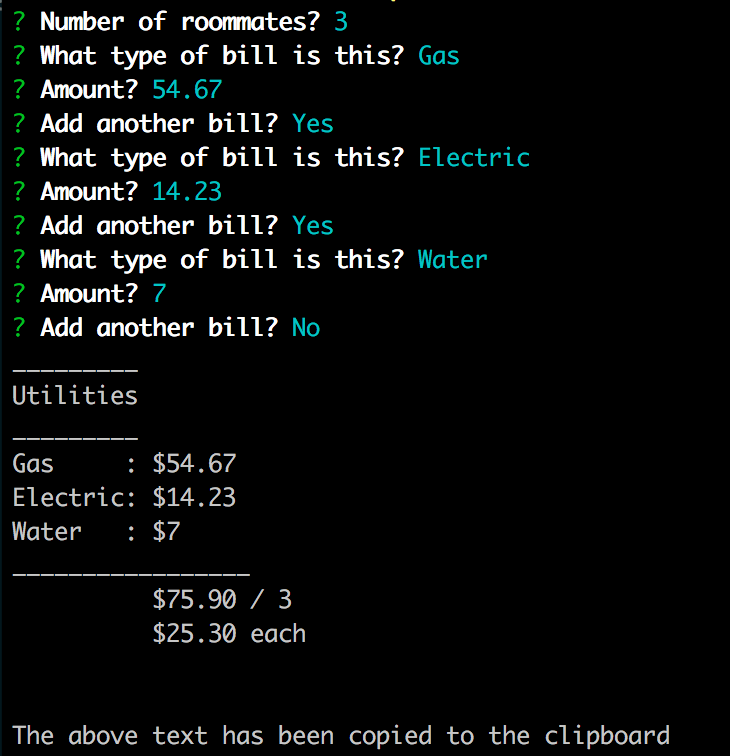 ? Number of roommates? 3
? What type of bill is this? Gas
? Amount? 54.67
? Add another bill? Yes
? What type of bill is this? Electric
? Amount? 14.23
? Add another bill? Yes
? What type of bill is this? Water
? Amount? 7
? Add another bill? No
_________
Utilities
_________
Gas     : $54.67
Electric: $14.23
Water   : $7
_________________
          $75.90 / 3
          $25.30 each
The above text has been copied to the clipboard